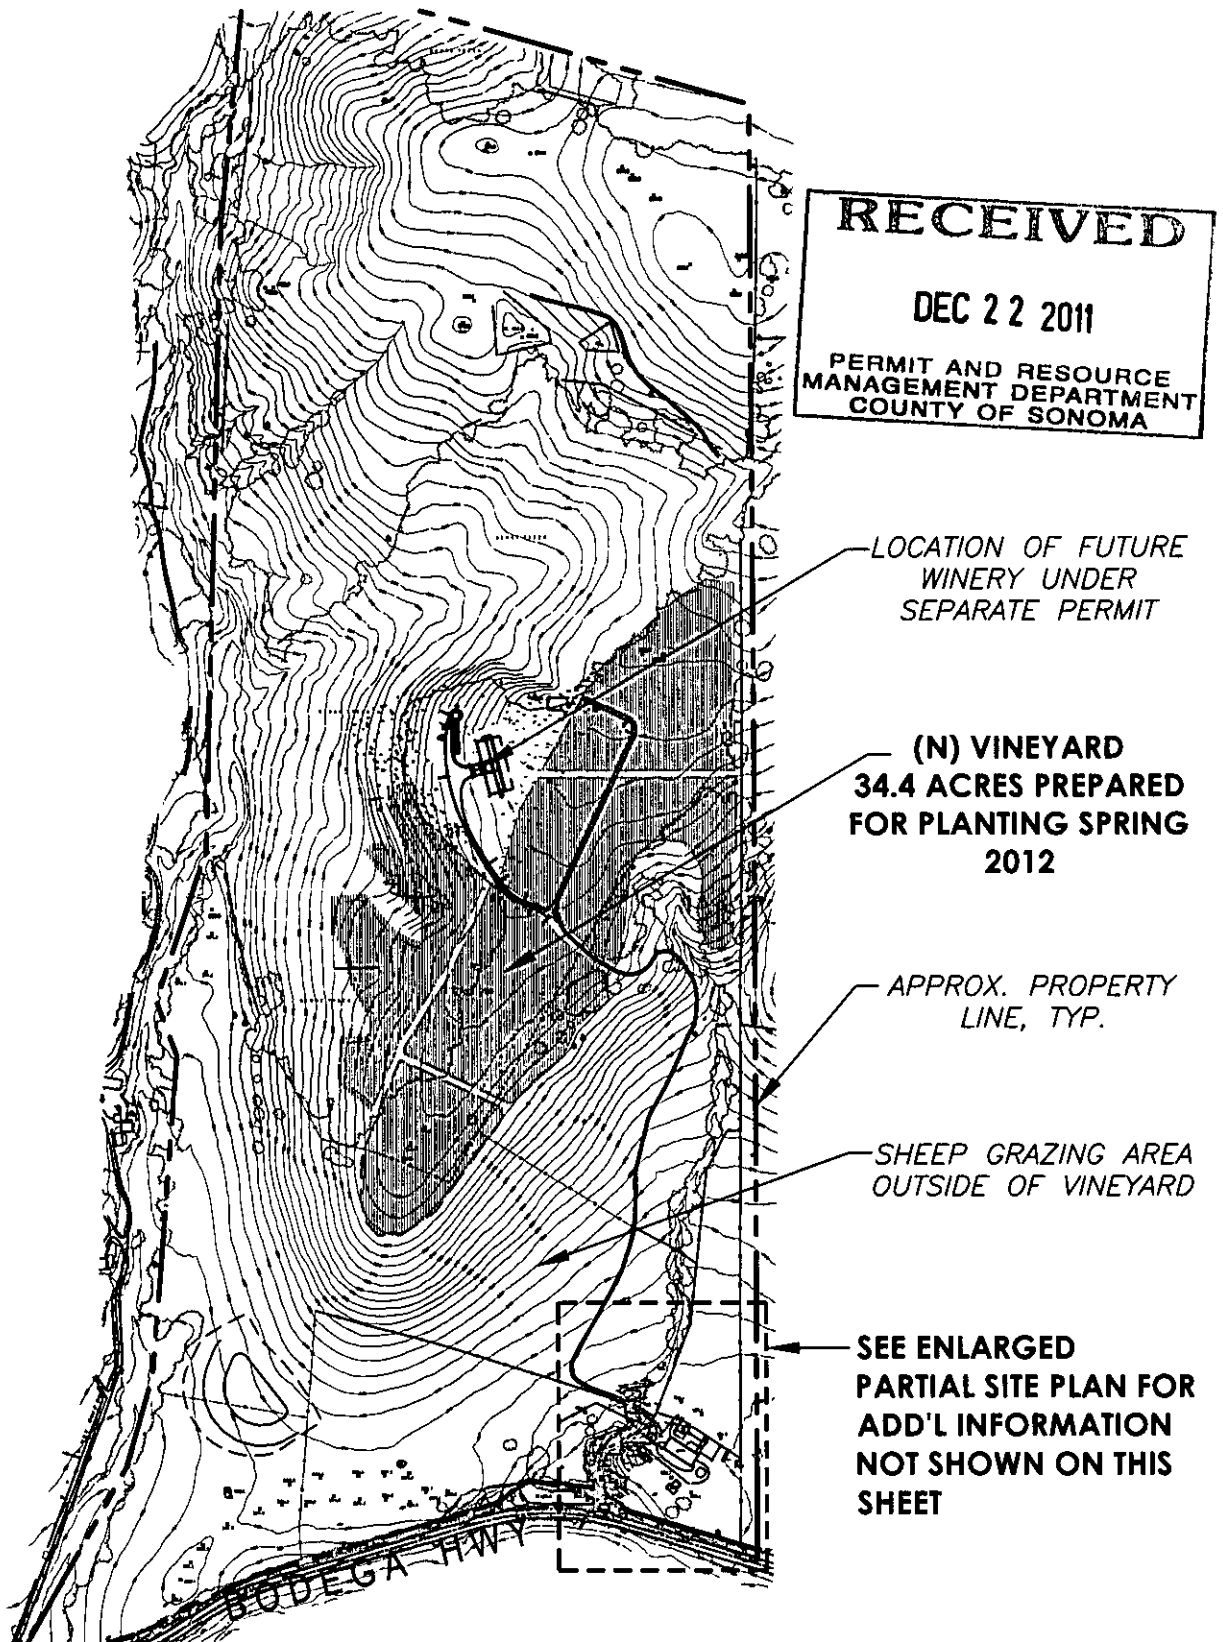 RECEIVED
DEC 22 2011
PERMIT AND RESOURCE
MANAGEMENT DEPARTMENT
COUNTY OF SONOMA
LOCATION OF FUTURE
WINERY UNDER
SEPARATE PERMIT
(N) VINEYARD
34.4 ACRES PREPARED
FOR PLANTING SPRING
2012
APPROX. PROPERTY
LINE, TYP.
SHEEP GRAZING AREA
OUTSIDE OF VINEYARD
SEE ENLARGED
PARTIAL SITE PLAN FOR
ADD'L INFORMATION
NOT SHOWN ON THIS
SHEET
BODEGA HWY